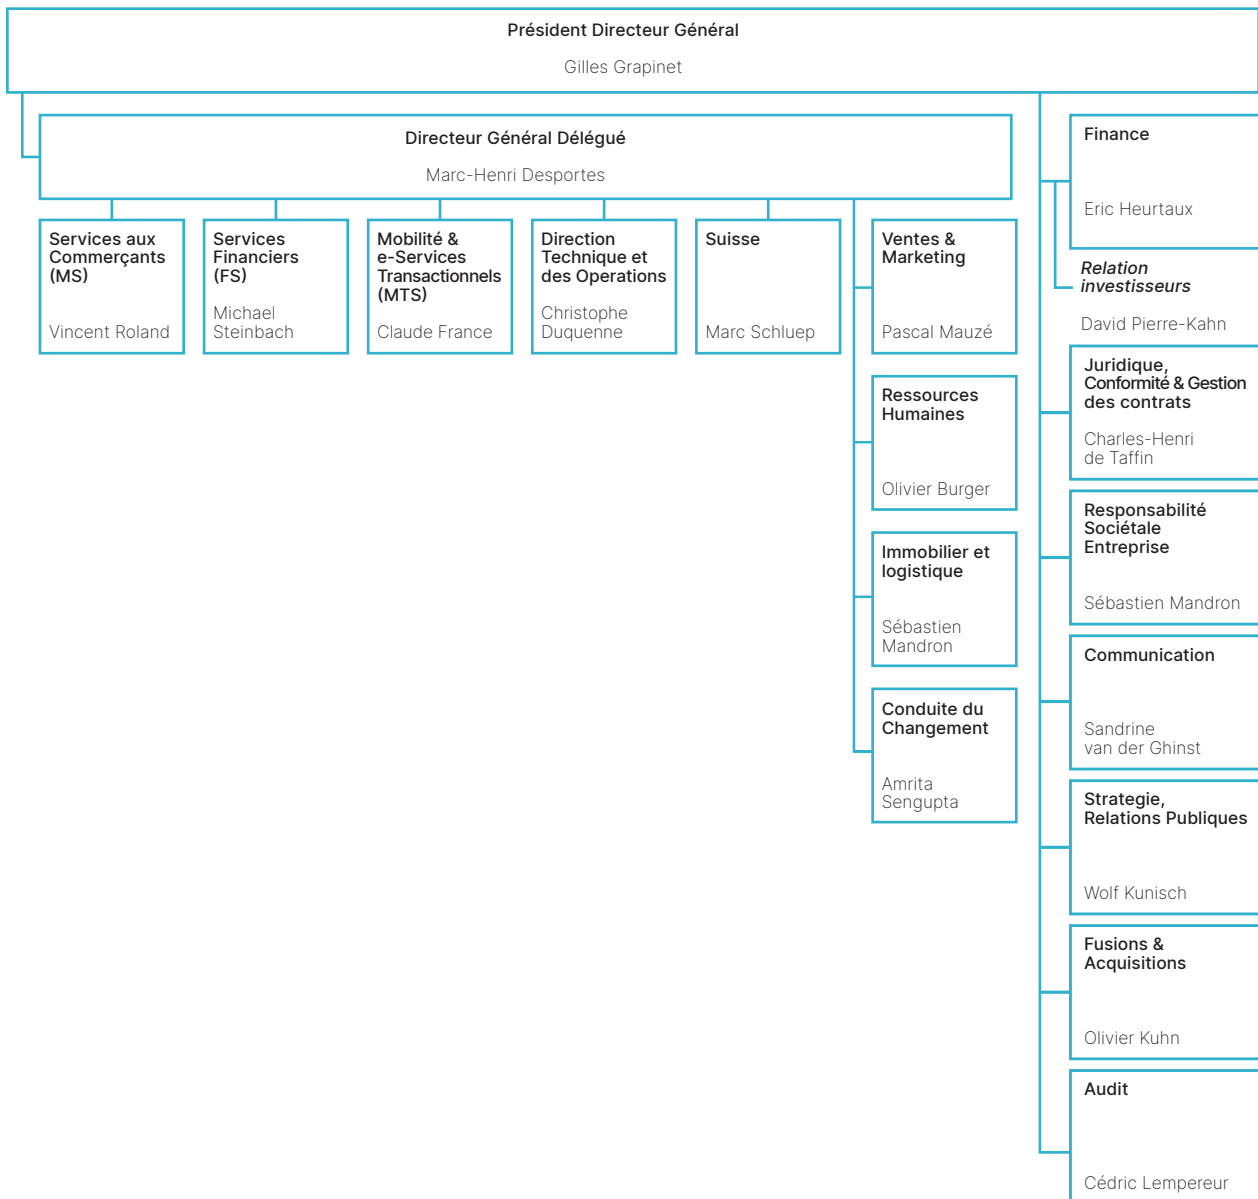 Président Directeur Général
Gilles Grapinet
Directeur Général Délégué
Marc-Henri Desportes
Services aux
Commerçants
(MS)
Vincent Roland
Services
Financiers
(FS)
Michael
Steinbach
Mobilité &
e-Services
Transactionnels
(MTS)
Claude France
Direction
Technique et
des Operations
Christophe
Duquenne
Suisse
Marc Schluep
Ventes &
Marketing
Pascal Mauzé
Ressources
Humaines
Olivier Burger
Immobilier et
logistique
Sébastien
Mandron
Conduite du
Changement
Amrita
Sengupta
Finance
Eric Heurtaux
Relation
investisseurs
David Pierre-Kahn
Juridique,
Conformité & Gestion
des contrats
Charles-Henri
de Taffin
Responsabilité
Sociétale
Entreprise
Sébastien Mandron
Communication
Sandrine
van der Ghinst
Strategie,
Relations Publiques
Wolf Kunisch
Fusions &
Acquisitions
Olivier Kuhn
Audit
Cédric Lempereur